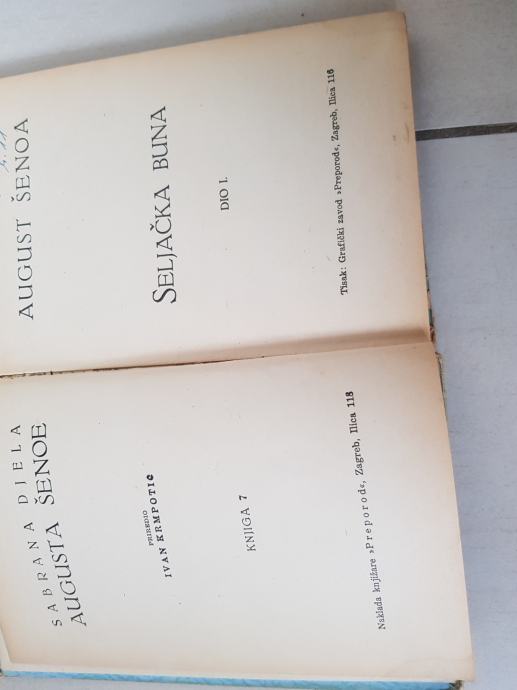 SABRANA DJELA
AUGUSTA ŠENOE
PRIREDIO
IVAN KRMPOTIĆ
KNJIGA 7
Naklada knjižare »Preporod«, Zagreb, Ilica 118
AUGUST ŠENOA
SELJAČKA BUNA
DIO I.
Tisak: Grafički zavod »Preporod«, Zagreb, Ilica 116